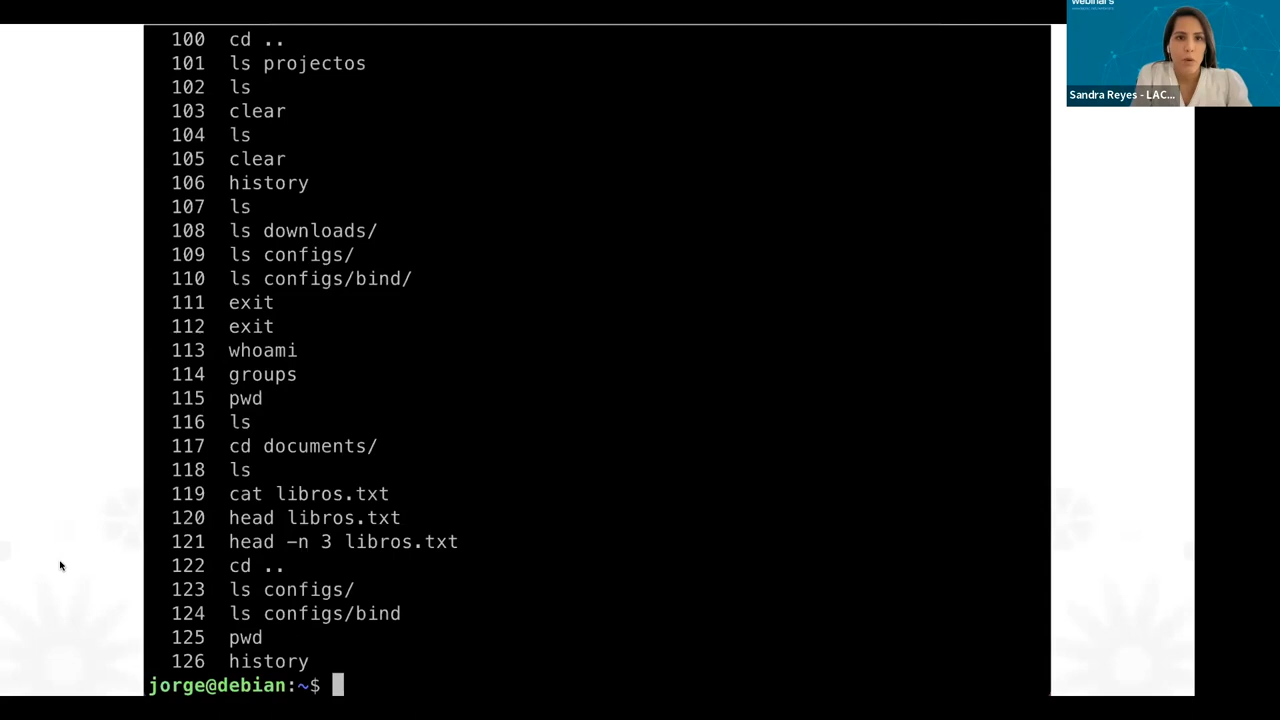 webinars
100 cd ..
101 ls projectos
102 ls
103 clear
104 ls
105 clear
106 history
107 ls
108 ls downloads/
109 ls configs/
110 ls configs/bind/
111 exit
112 exit
113 whoami
114 groups
115 pwd
116 ls
117 cd documents/
118 ls
119 cat libros.txt
120 head libros.txt
121 head -n 3 libros.txt
122 cd ..
123 ls configs/
124 ls configs/bind
125 pwd
126 history
jorge@debian:~$
Sandra Reyes - LAC...